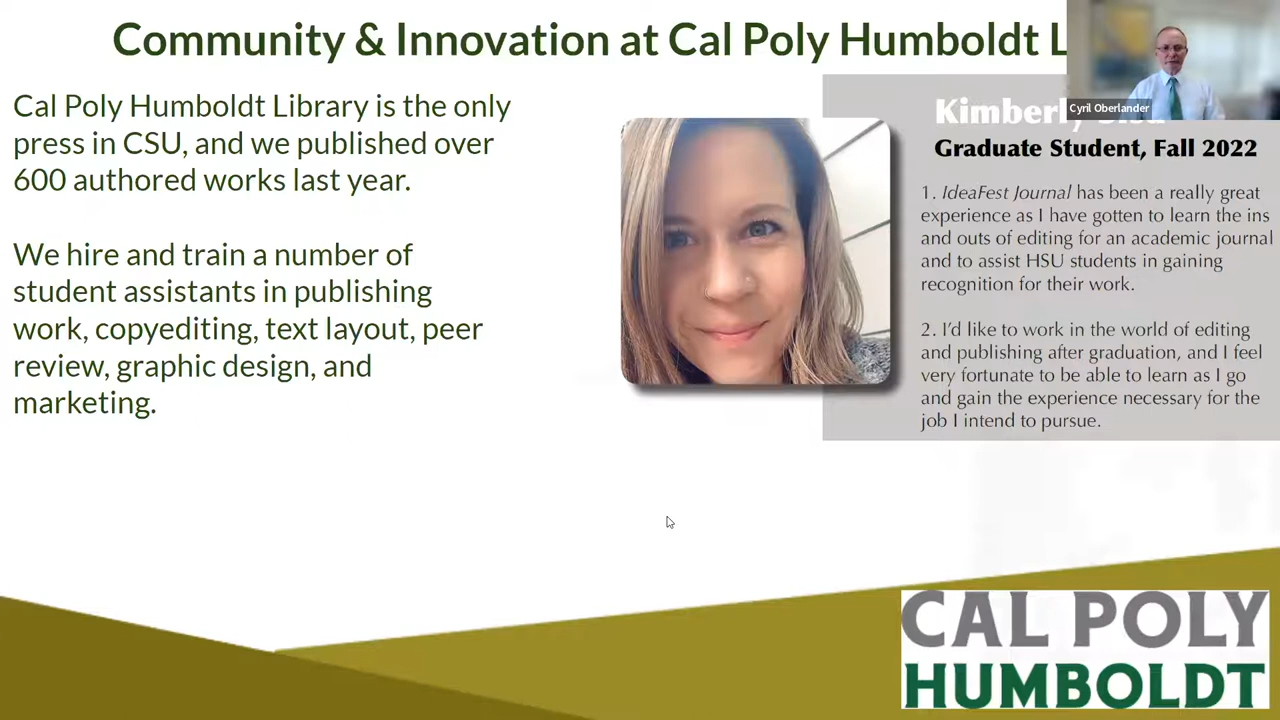 Community & Innovation at Cal Poly Humboldt
Cyril Oberlander
Cal Poly Humboldt Library is the only
press in CSU, and we published over
600 authored works last year.
We hire and train a number of
student assistants in publishing
work, copyediting, text layout, peer
review, graphic design, and
marketing.
Kimberly
Graduate Student, Fall 2022
1. IdeaFest Journal has been a really great
experience as I have gotten to learn the ins
and outs of editing for an academic journal
and to assist HSU students in gaining
recognition for their work.
2. I'd like to work in the world of editing
and publishing after graduation, and I feel
very fortunate to be able to learn as I go
and gain the experience necessary for the
job I intend to pursue.
CAL POLY
HUMBOLDT